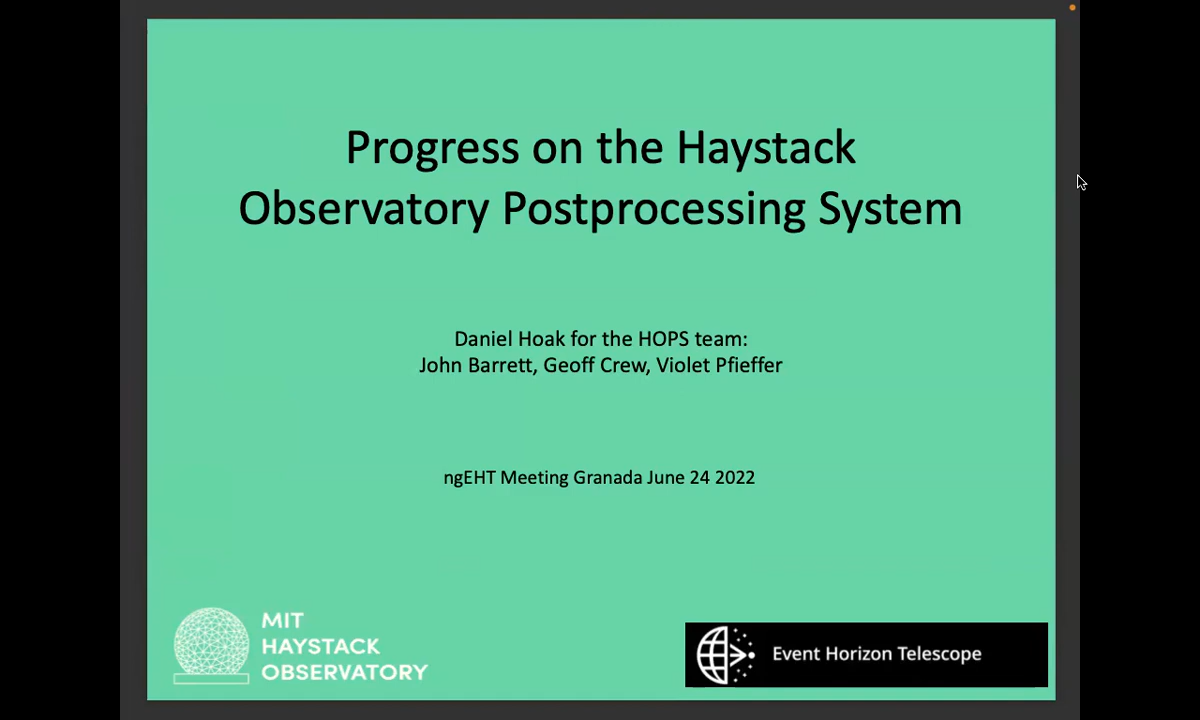 Progress on the Haystack
Observatory Postprocessing System
Daniel Hoak for the HOPS team:
John Barrett, Geoff Crew, Violet Pfieffer
ngEHT Meeting Granada June 24 2022
MIT
HAYSTACK
OBSERVATORY
Event Horizon Telescope